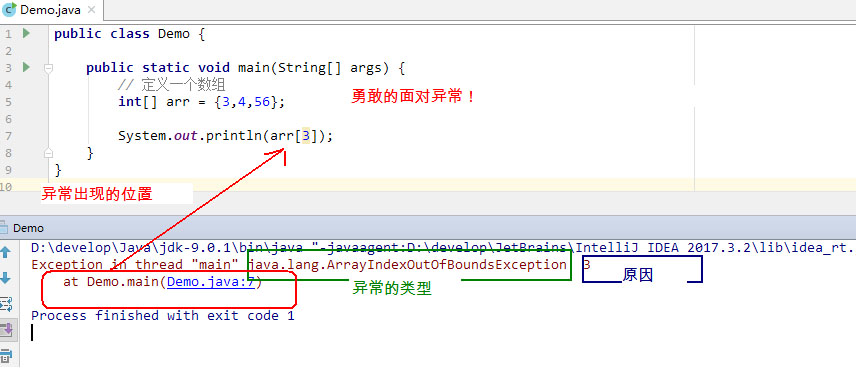 Demo.java
1 public class Demo {
2
3 public static void main(String[] args) {
4 // 定义一个数组
5 int[] arr = {3,4,56};
勇敢的面对异常！
6
7 System.out.println(arr[3]);
8 }
9 }
10
异常出现的位置
Demo
D:\develop\Java\jdk-9.0.1\bin\java "-javaagent:D:\develop\JetBrains\IntelliJ IDEA 2017.3.2\lib\idea_rt.
Exception in thread "main" java.lang.ArrayIndexOutOfBoundsException 3
原因
at Demo.main(Demo.java:7)
异常的类型
Process finished with exit code 1